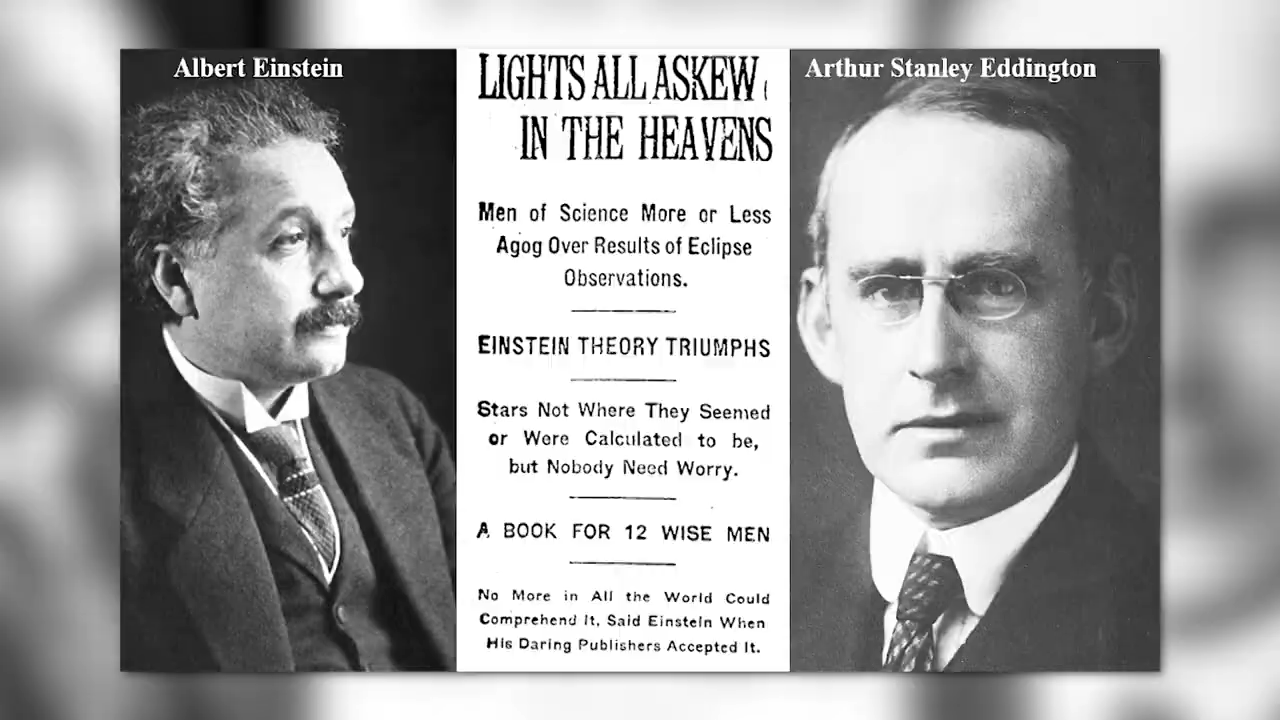 Albert Einstein
LIGHTS ALL ASKEW
IN THE HEAVENS
Men of Science More or Less
Agog Over Results of Eclipse
Observations.
EINSTEIN THEORY TRIUMPHS
Stars Not Where They Seemed
or Were Calculated to be,
but Nobody Need Worry.
A BOOK FOR 12 WISE MEN
No More in All the World Could
Comprehend It, Said Einstein When
His Daring Publishers Accepted It.
Arthur Stanley Eddington